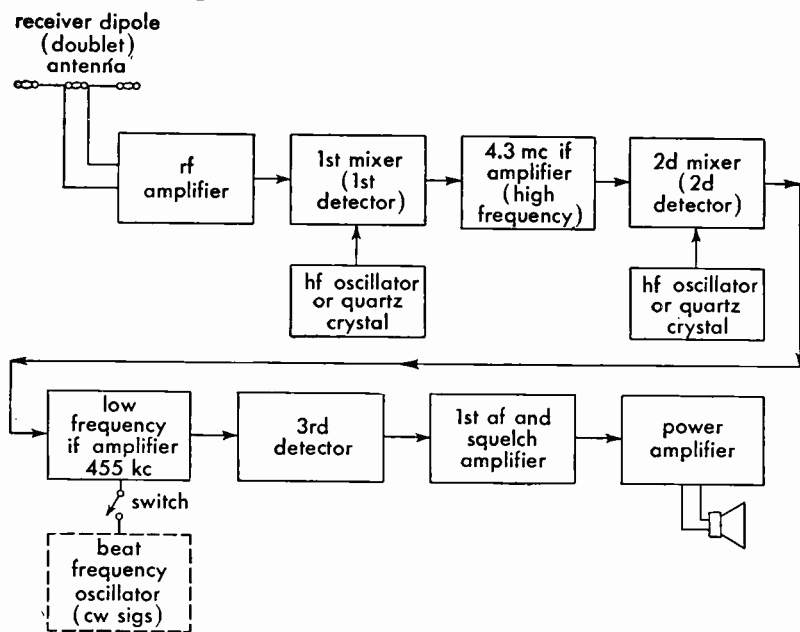 receiver dipole
(doublet)
antenna
rf
amplifier
1st mixer
(1st
detector)
4.3 mc if
amplifier
(high
frequency)
2d mixer
(2d
detector)
hf oscillator
or quartz
crystal
hf oscillator
or quartz
crystal
low
frequency
if amplifier
455 kc
3rd
detector
1st af and
squelch
amplifier
power
amplifier
switch
beat
frequency
oscillator
(cw sigs)